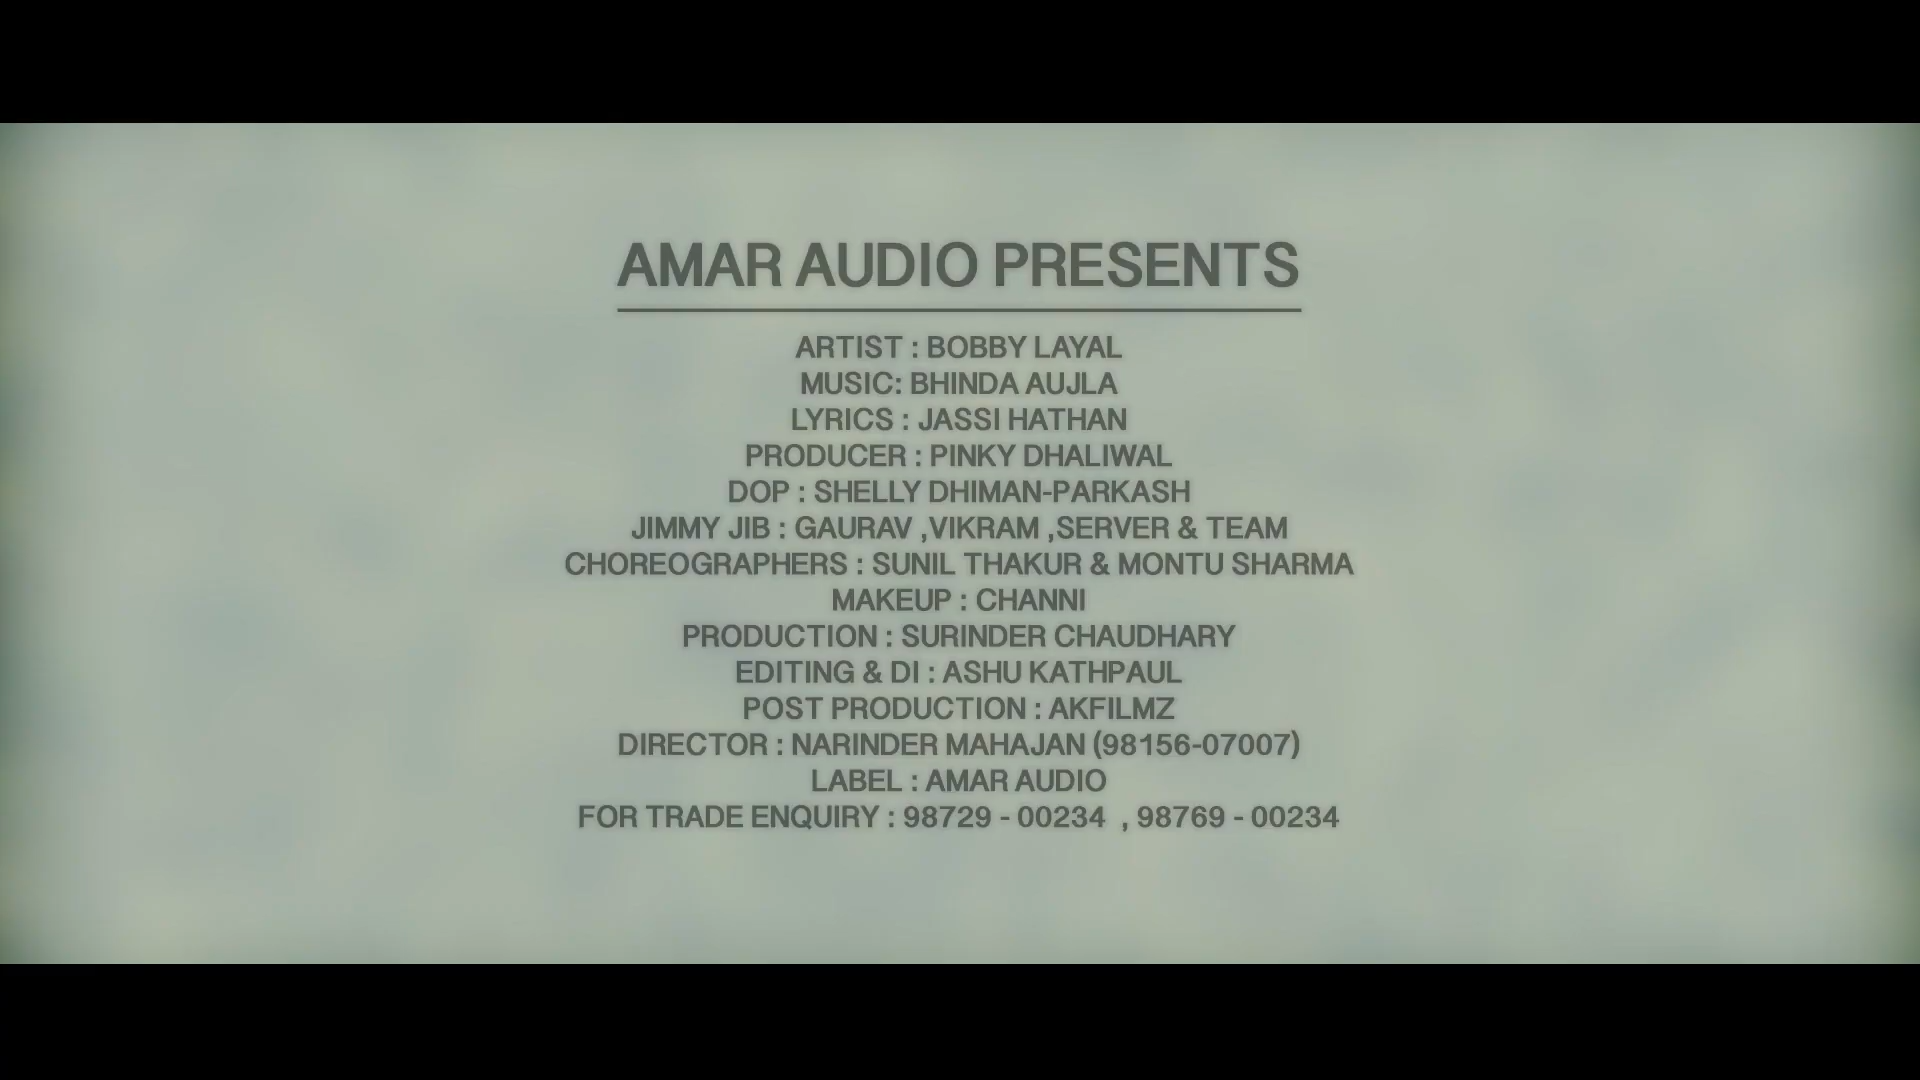 AMAR AUDIO PRESENTS
ARTIST : BOBBY LAYAL
MUSIC: BHINDA AUJLA
LYRICS : JASSI HATHAN
PRODUCER : PINKY DHALIWAL
DOP : SHELLY DHIMAN-PARKASH
JIMMY JIB : GAURAV ,VIKRAM ,SERVER & TEAM
CHOREOGRAPHERS : SUNIL THAKUR & MONTU SHARMA
MAKEUP : CHANNI
PRODUCTION : SURINDER CHAUDHARY
EDITING & DI : ASHU KATHPAUL
POST PRODUCTION : AKFILMZ
DIRECTOR : NARINDER MAHAJAN (98156-07007)
LABEL : AMAR AUDIO
FOR TRADE ENQUIRY : 98729 - 00234  , 98769 - 00234